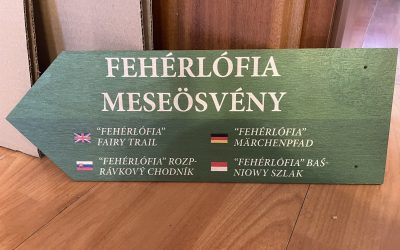 FEHÉRLÓFIA
MESEÖSVÉNY
"FEHÉRLÓFIA"
FAIRY TRAIL
"FEHÉRLÓFIA"
MÄRCHENPFAD
"FEHÉRLÓFIA" ROZP-
RÁVKOVÝ CHODNÍK
"FEHÉRLÓFIA" BAŚ-
NIOWY SZLAK